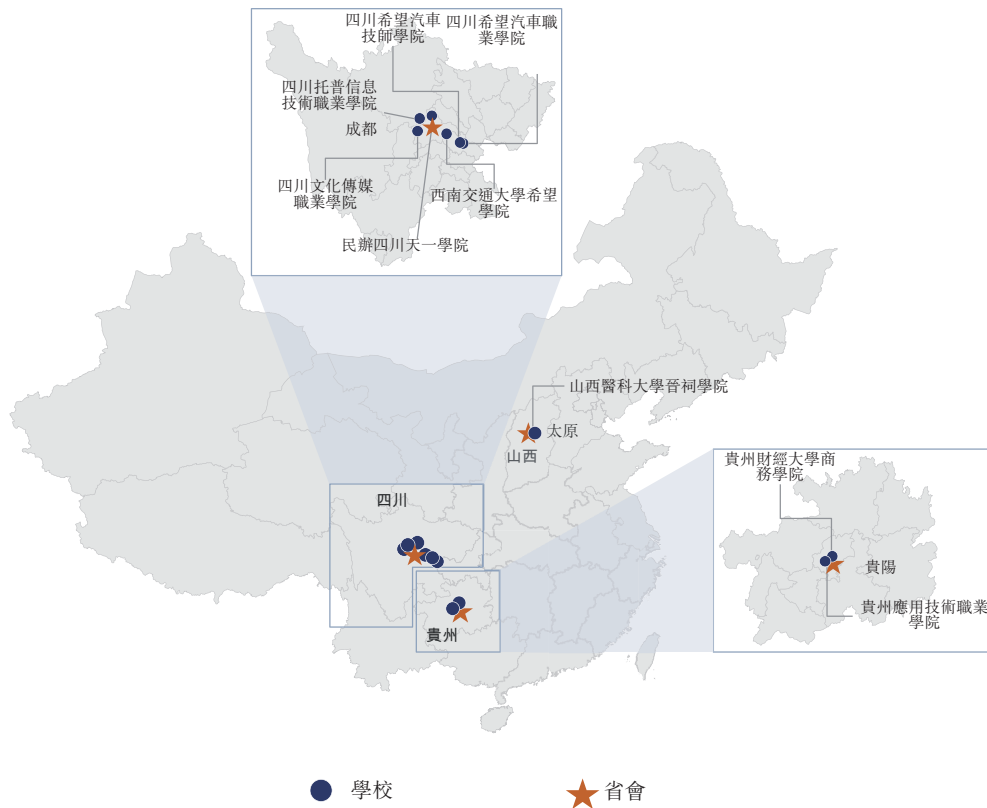 四川希望汽車
技師學院
四川希望汽車職
業學院
四川托普信息
技術職業學院
成都
四川文化傳媒
職業學院
西南交通大學希望
學院
民辦四川天一學院
山西醫科大學晉祠學院
太原
山西
貴州財經大學商
務學院
四川
貴陽
貴州應用技術職業
學院
貴州
學校
省會